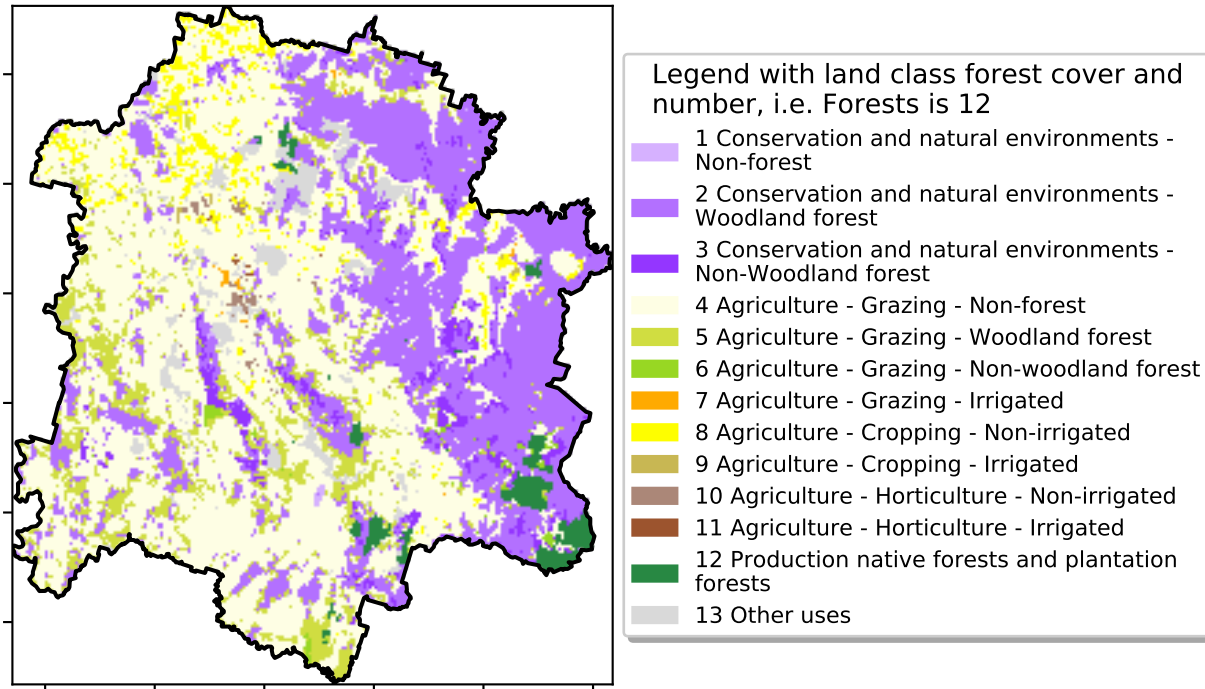 Legend with land class forest cover and
number, i.e. Forests is 12
1 Conservation and natural environments -
Non-forest
2 Conservation and natural environments -
Woodland forest
3 Conservation and natural environments -
Non-Woodland forest
4 Agriculture - Grazing - Non-forest
5 Agriculture - Grazing - Woodland forest
6 Agriculture - Grazing - Non-woodland forest
7 Agriculture - Grazing - Irrigated
8 Agriculture - Cropping - Non-irrigated
9 Agriculture - Cropping - Irrigated
10 Agriculture - Horticulture - Non-irrigated
11 Agriculture - Horticulture - Irrigated
12 Production native forests and plantation
forests
13 Other uses